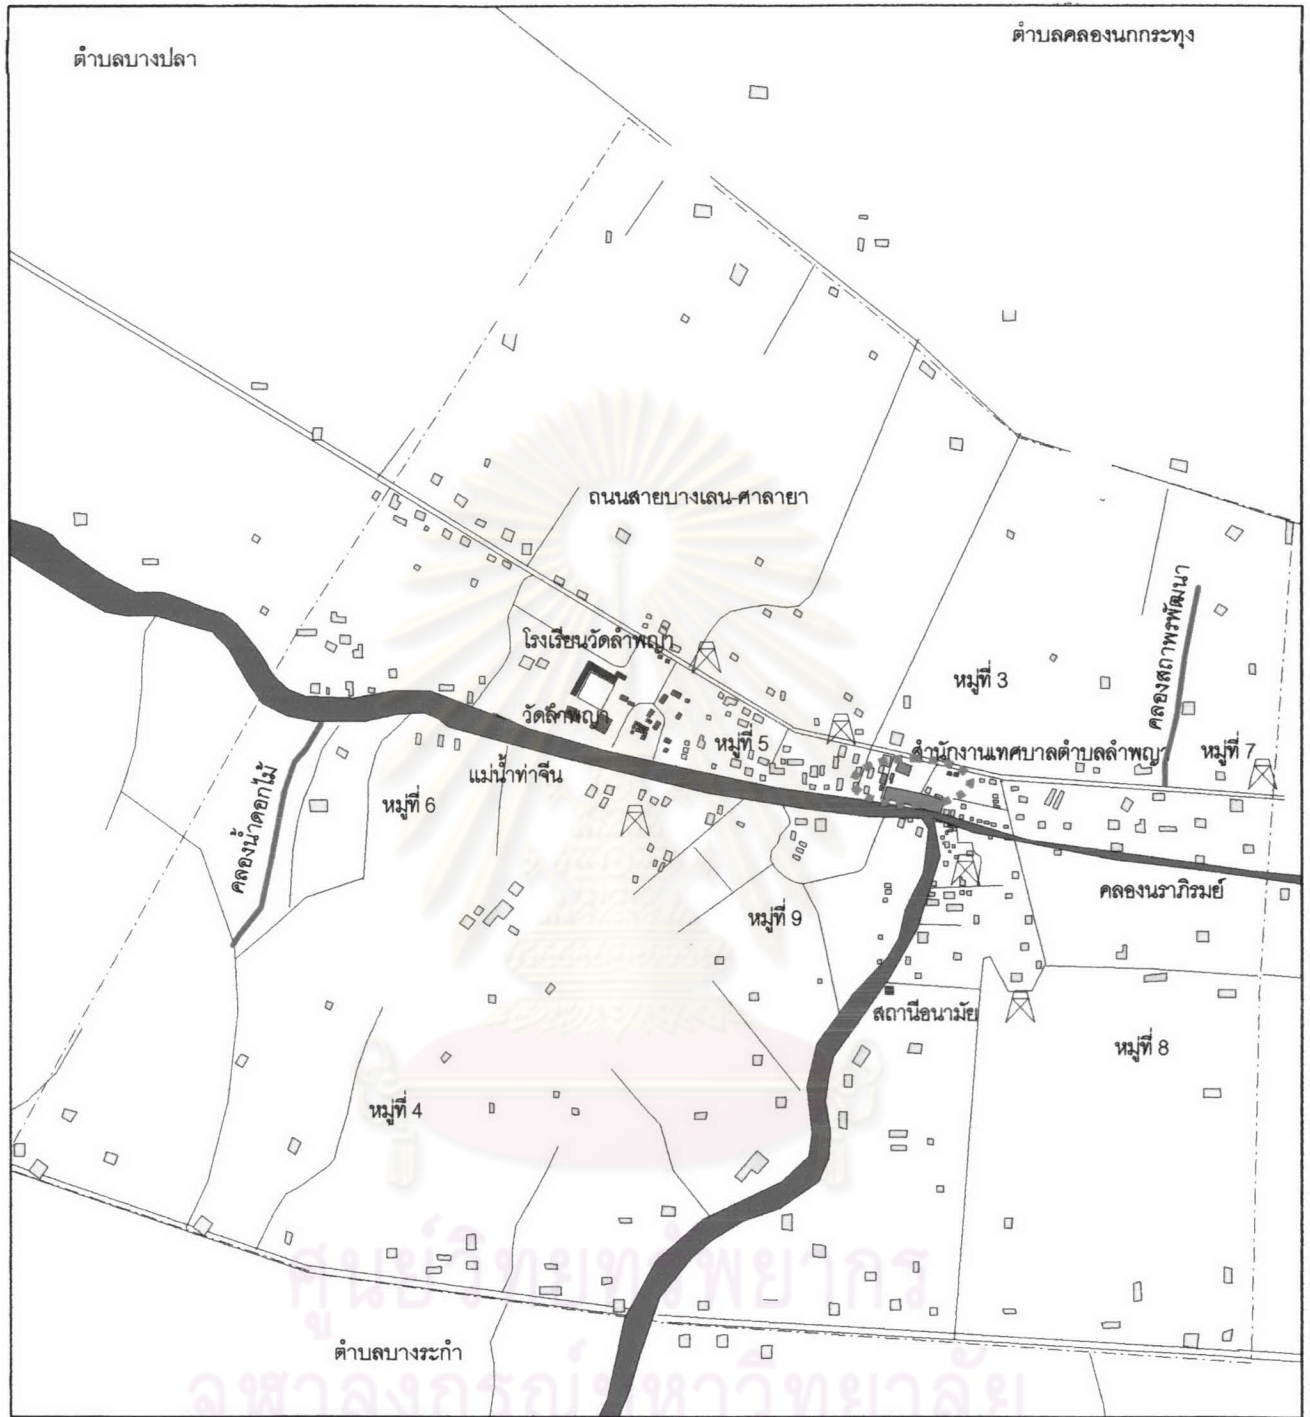 ตำบลคลองนกกระทุง
ตำบลบางปลา
ถนนสายบางเลน-ศาลายา
คลองสถาพรพัฒนา
โรงเรียนวัดลำพญา
หมู่ที่ 3
วัดลำพญา
หมู่ที่ 5
สำนักงานเทศบาลตำบลลำพญา
หมู่ที่ 7
แม่น้ำท่าจีน
หมู่ที่ 6
คลองน้ำดอกไม้
คลองนราภิรมย์
หมู่ที่ 9
สถานีอนามัย
หมู่ที่ 8
หมู่ที่ 4
ศูนย์วิทยทรัพยากร
ตำบลบางระกำ
จุฬาลงกรณ์มหาวิทยาลัย